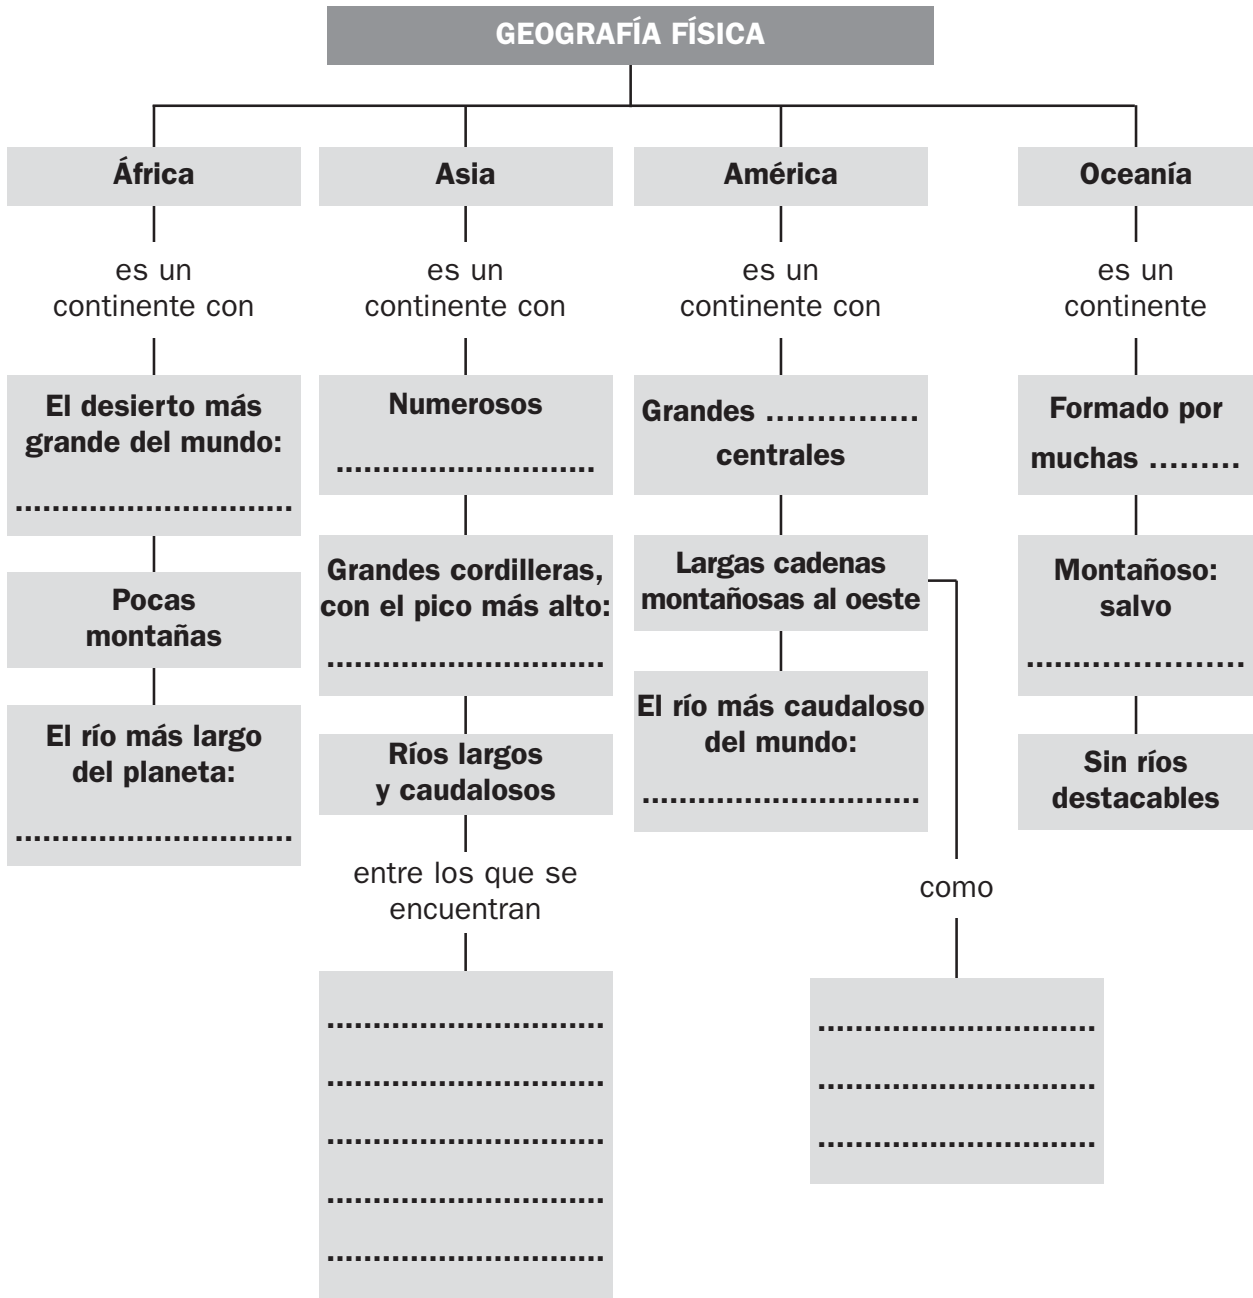 GEOGRAFÍA FÍSICA
África
es un
continente con
El desierto más
grande del mundo:
..............................
Pocas
montañas
El río más largo
del planeta:
..............................
Asia
es un
continente con
Numerosos
............................
Grandes cordilleras,
con el pico más alto:
..............................
Ríos largos
y caudalosos
entre los que se
encuentran
..............................
..............................
..............................
..............................
..............................
América
es un
continente con
Grandes ...............
centrales
Largas cadenas
montañosas al oeste
El río más caudaloso
del mundo:
..............................
como
..............................
..............................
..............................
Oceanía
es un
continente
Formado por
muchas .........
Montañoso:
salvo
......................
Sin ríos
destacables